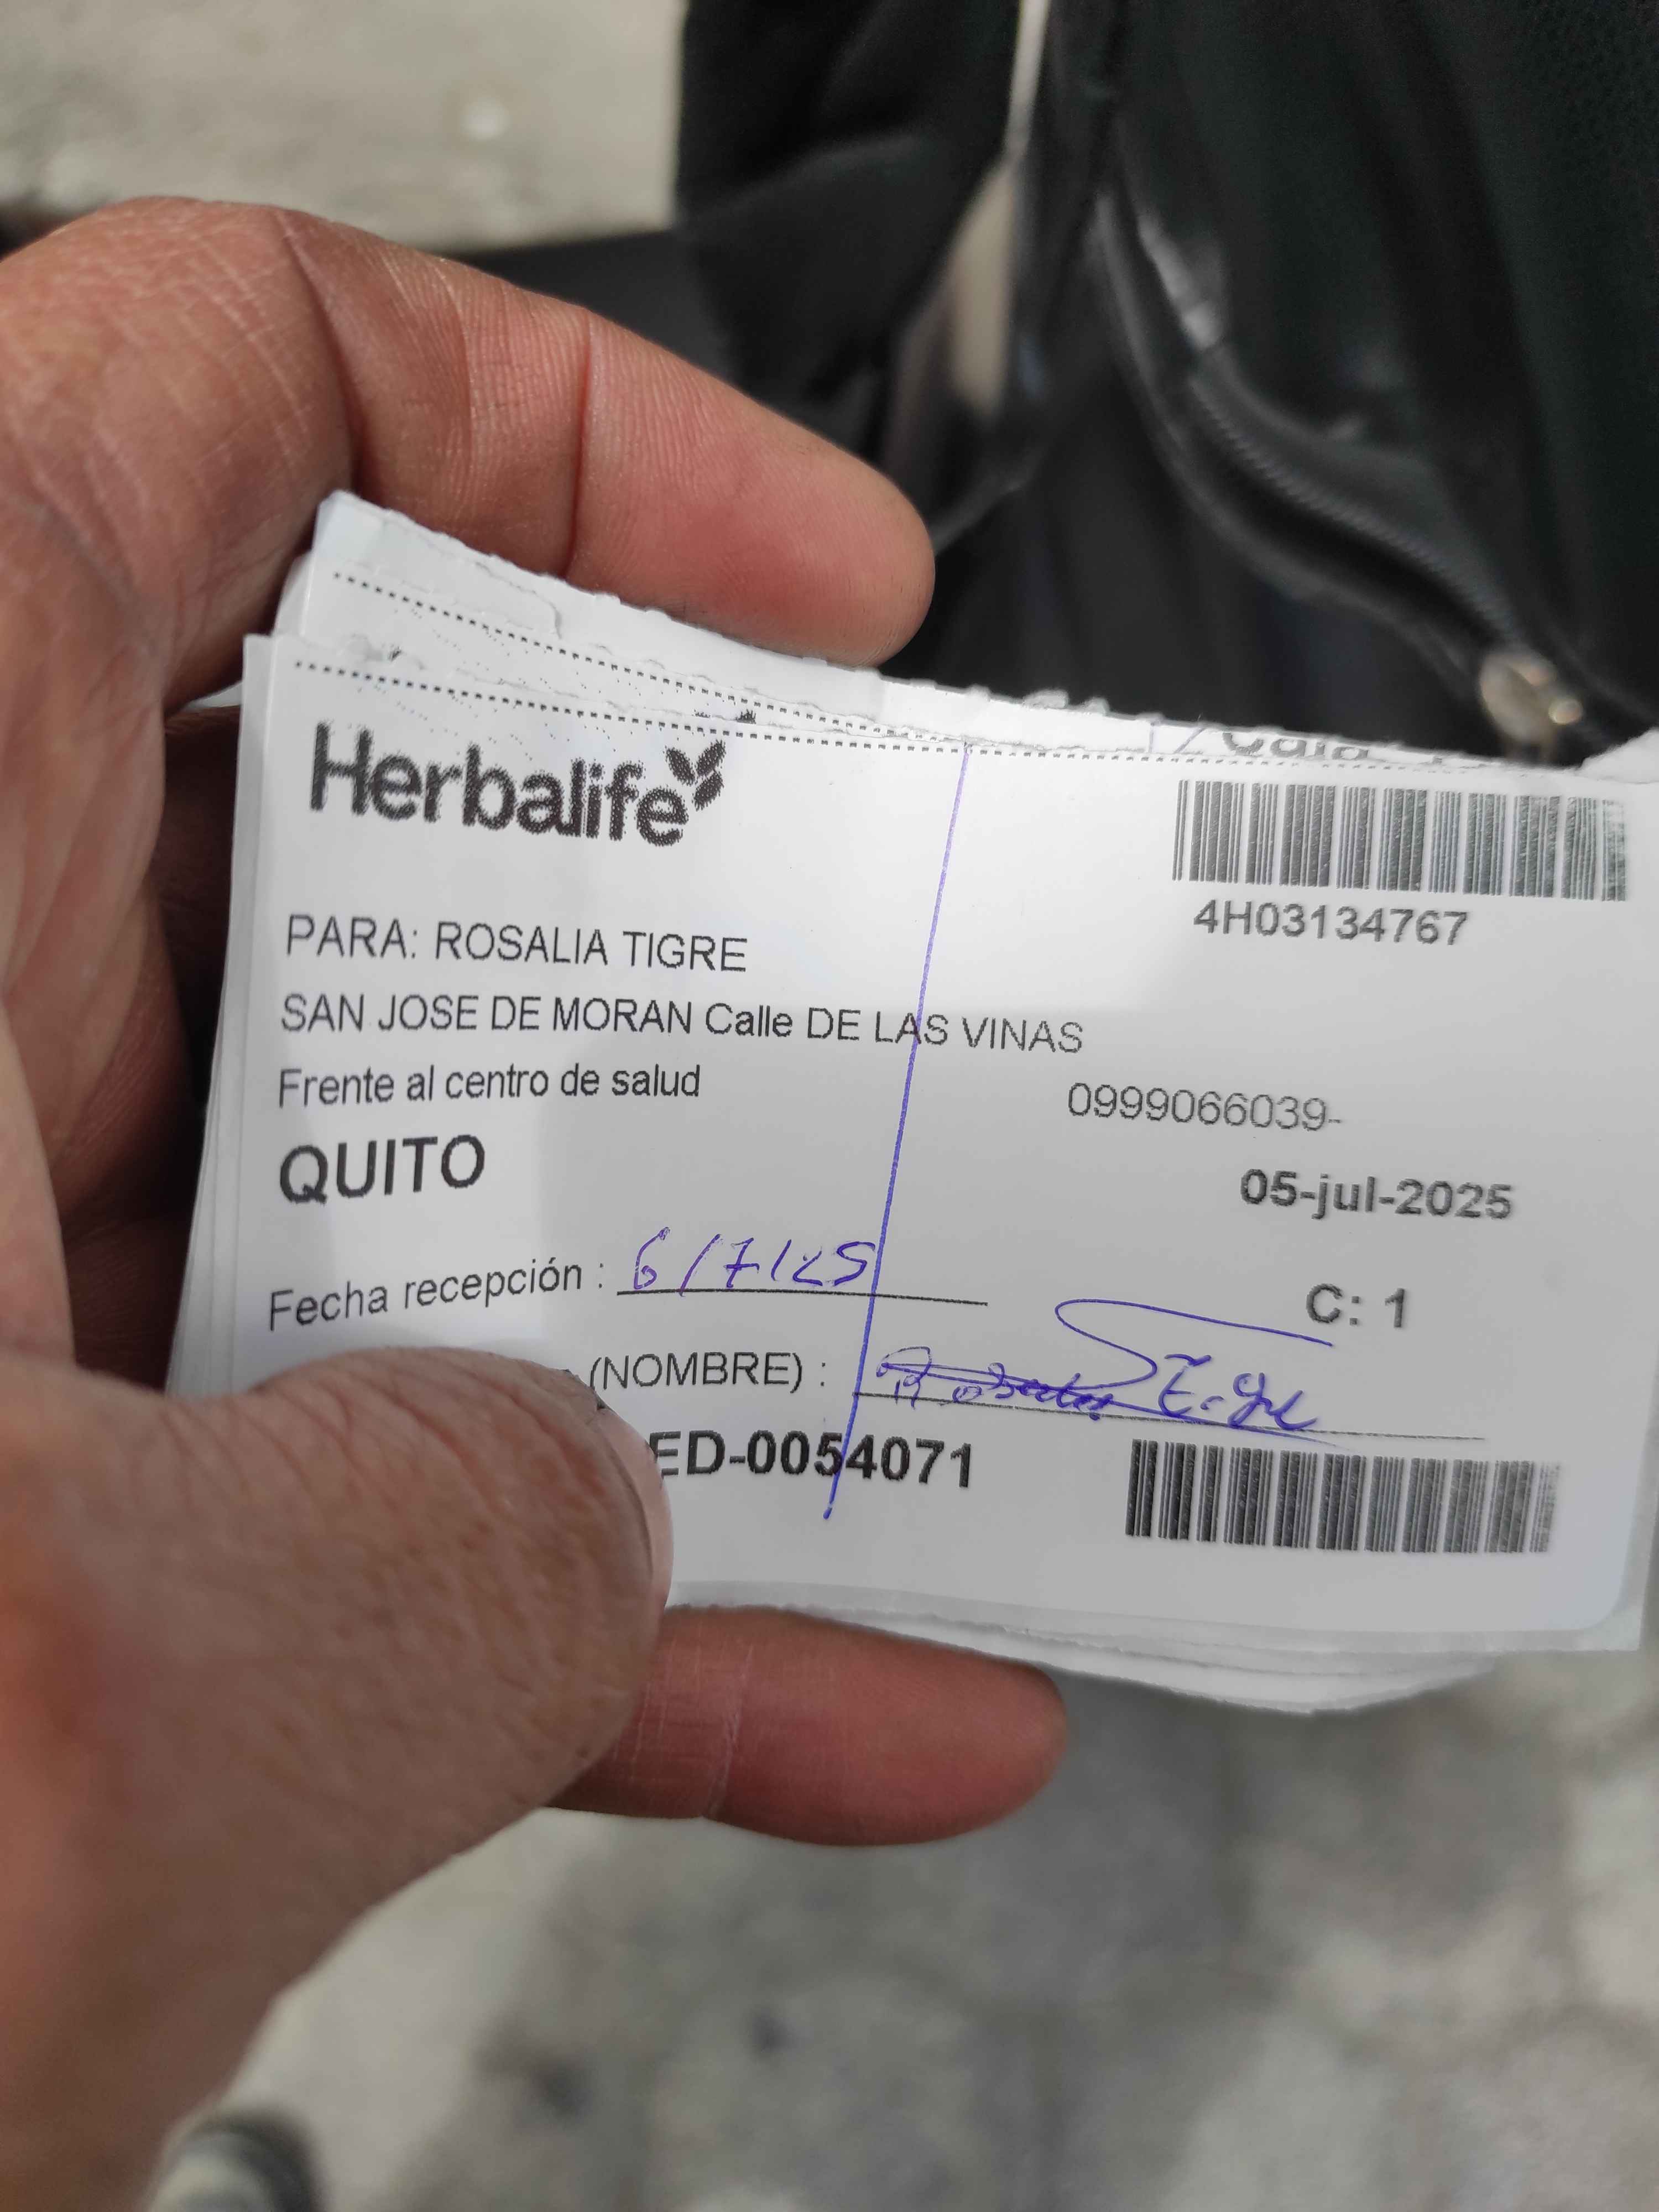 Herbalife
4H03134767
PARA: ROSALIA TIGRE
SAN JOSE DE MORAN Calle DE LAS VINAS
Frente al centro de salud
0999066039-
QUITO
05-jul-2025
Fecha recepción : 6/7/25
C: 1
(NOMBRE) :
ED-0054071